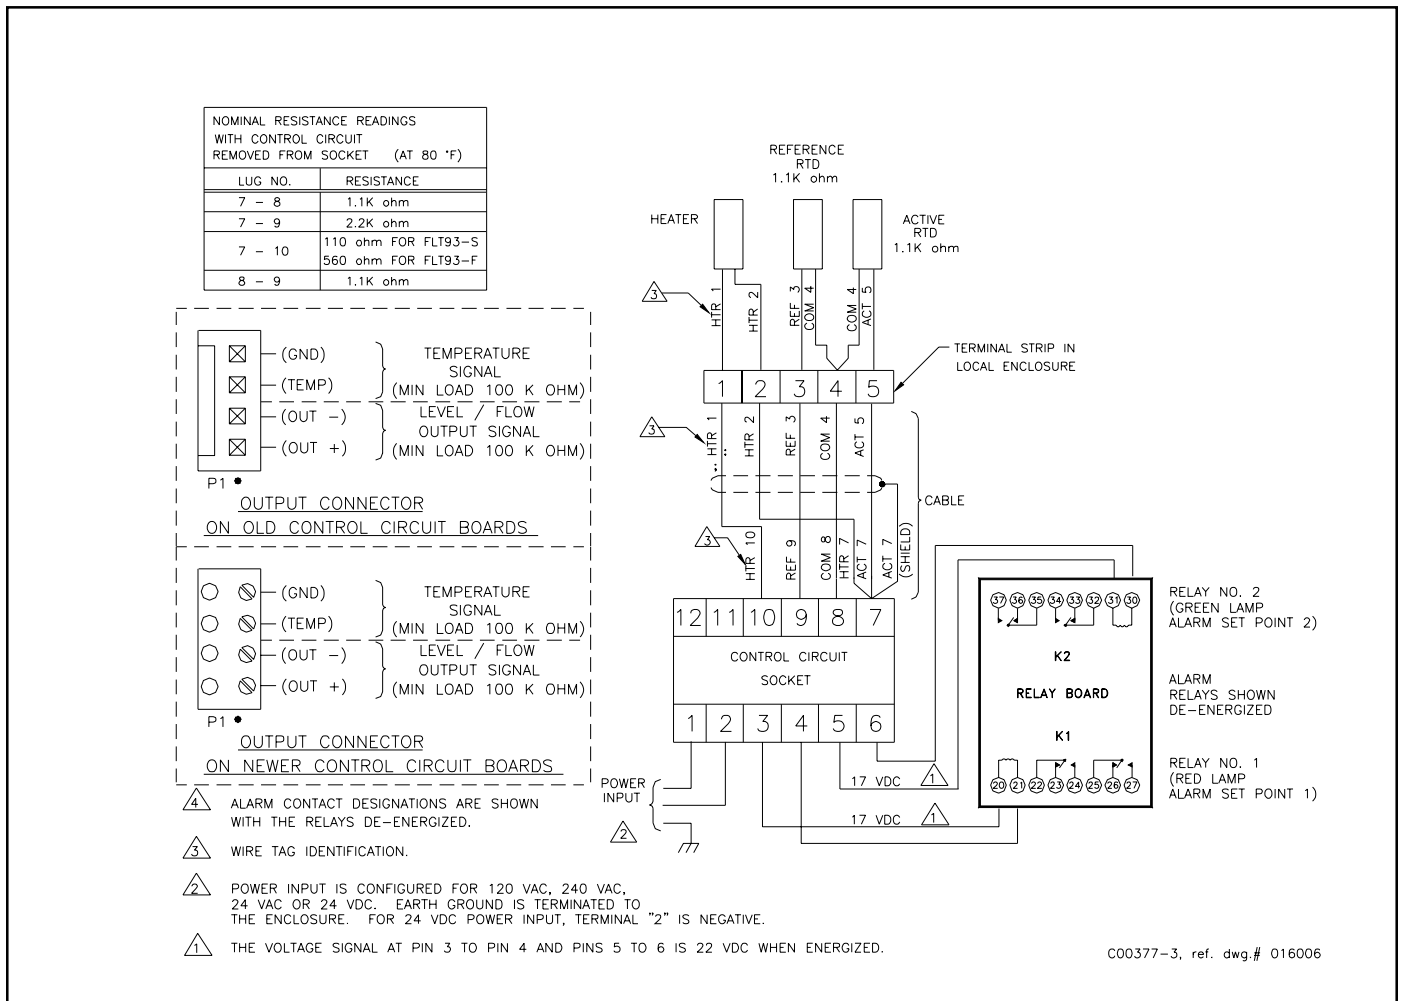 NOMINAL RESISTANCE READINGS
WITH CONTROL CIRCUIT
REMOVED FROM SOCKET (AT 80 °F)
LUG NO. RESISTANCE
7 - 8 1.1K ohm
7 - 9 2.2K ohm
7 - 10 110 ohm FOR FLT93-S
560 ohm FOR FLT93-F
8 - 9 1.1K ohm
(GND)
(TEMP)
(OUT -)
(OUT +)
TEMPERATURE
SIGNAL
(MIN LOAD 100 K OHM)
LEVEL / FLOW
OUTPUT SIGNAL
(MIN LOAD 100 K OHM)
P1
OUTPUT CONNECTOR
ON OLD CONTROL CIRCUIT BOARDS
(GND)
(TEMP)
(OUT -)
(OUT +)
TEMPERATURE
SIGNAL
(MIN LOAD 100 K OHM)
LEVEL / FLOW
OUTPUT SIGNAL
(MIN LOAD 100 K OHM)
P1
OUTPUT CONNECTOR
ON NEWER CONTROL CIRCUIT BOARDS
REFERENCE
RTD
1.1K ohm
HEATER
ACTIVE
RTD
1.1K ohm
3
HTR 1
HTR 2
REF 3
COM 4
COM 4
ACT 5
TERMINAL STRIP IN
LOCAL ENCLOSURE
1 2 3 4 5
3
HTR 1
HTR 2
REF 3
COM 4
ACT 5
CABLE
3
HTR 10
REF 9
COM 8
HTR 7
ACT 7
ACT 7
(SHIELD)
12 11 10 9 8 7
CONTROL CIRCUIT
SOCKET
1 2 3 4 5 6
POWER
INPUT
2
17 VDC
1
17 VDC
1
37 36 35 34 33 32 31 30
K2
RELAY BOARD
K1
20 21 22 23 24 25 26 27
RELAY NO. 2
(GREEN LAMP
ALARM SET POINT 2)
ALARM
RELAYS SHOWN
DE-ENERGIZED
RELAY NO. 1
(RED LAMP
ALARM SET POINT 1)
4 ALARM CONTACT DESIGNATIONS ARE SHOWN
WITH THE RELAYS DE-ENERGIZED.
3 WIRE TAG IDENTIFICATION.
2 POWER INPUT IS CONFIGURED FOR 120 VAC, 240 VAC,
24 VAC OR 24 VDC. EARTH GROUND IS TERMINATED TO
THE ENCLOSURE. FOR 24 VDC POWER INPUT, TERMINAL "2" IS NEGATIVE.
1 THE VOLTAGE SIGNAL AT PIN 3 TO PIN 4 AND PINS 5 TO 6 IS 22 VDC WHEN ENERGIZED.
C00377-3, ref. dwg.# 016006